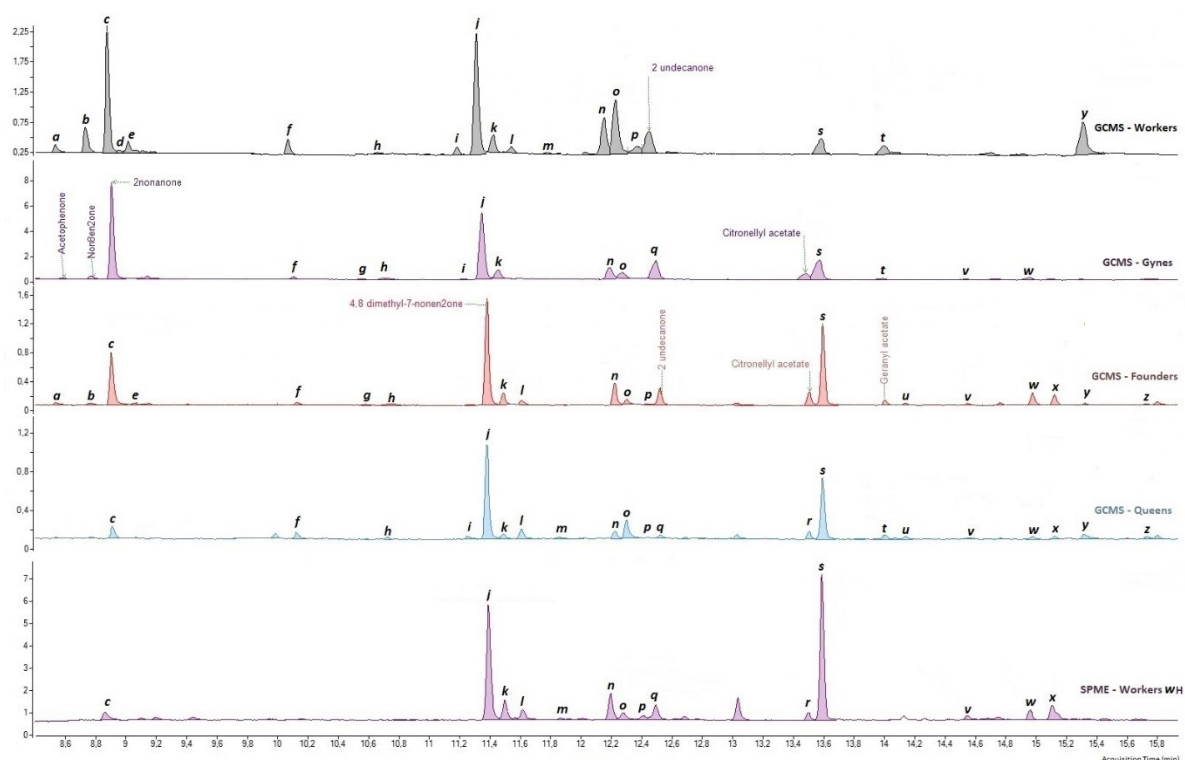 c
j
2,25
2 undecanone
1,75
o
n
1,25
b
y
0,75
a d e f h i k l m p s t
GCMS - Workers
0,25
8
2nonanone
Acetophenone
NonBen2one
j
6
4
Citronellyl acetate
s
q
2
f g h i k n o t v w
GCMS - Gynes
0
1,6
4.8 dimethyl-7-nonen2one
s
1,2
c
2 undecanone
Citronellyl acetate
Geranyl acetate
0,8
n
GCMS - Founders
0,4
a b e f g h k l o p u v w x y z
0
j
1,2
s
0,8
0,4
c f h i k l m n o p q r t u v w x y z
GCMS - Queens
0
s
7
j
6
5
4
3
n
2
k q x
SPME - Workers wH
1
c l m o p r v w
0
8,6 8,8 9 9,2 9,4 9,6 9,8 10 10,2 10,4 10,6 10,8 11 11,2 11,4 11,6 11,8 12 12,2 12,4 12,6 12,8 13 13,2 13,4 13,6 13,8 14 14,2 14,4 14,6 14,8 15 15,2 15,4 15,6 15,8
Acquisition Time (min)